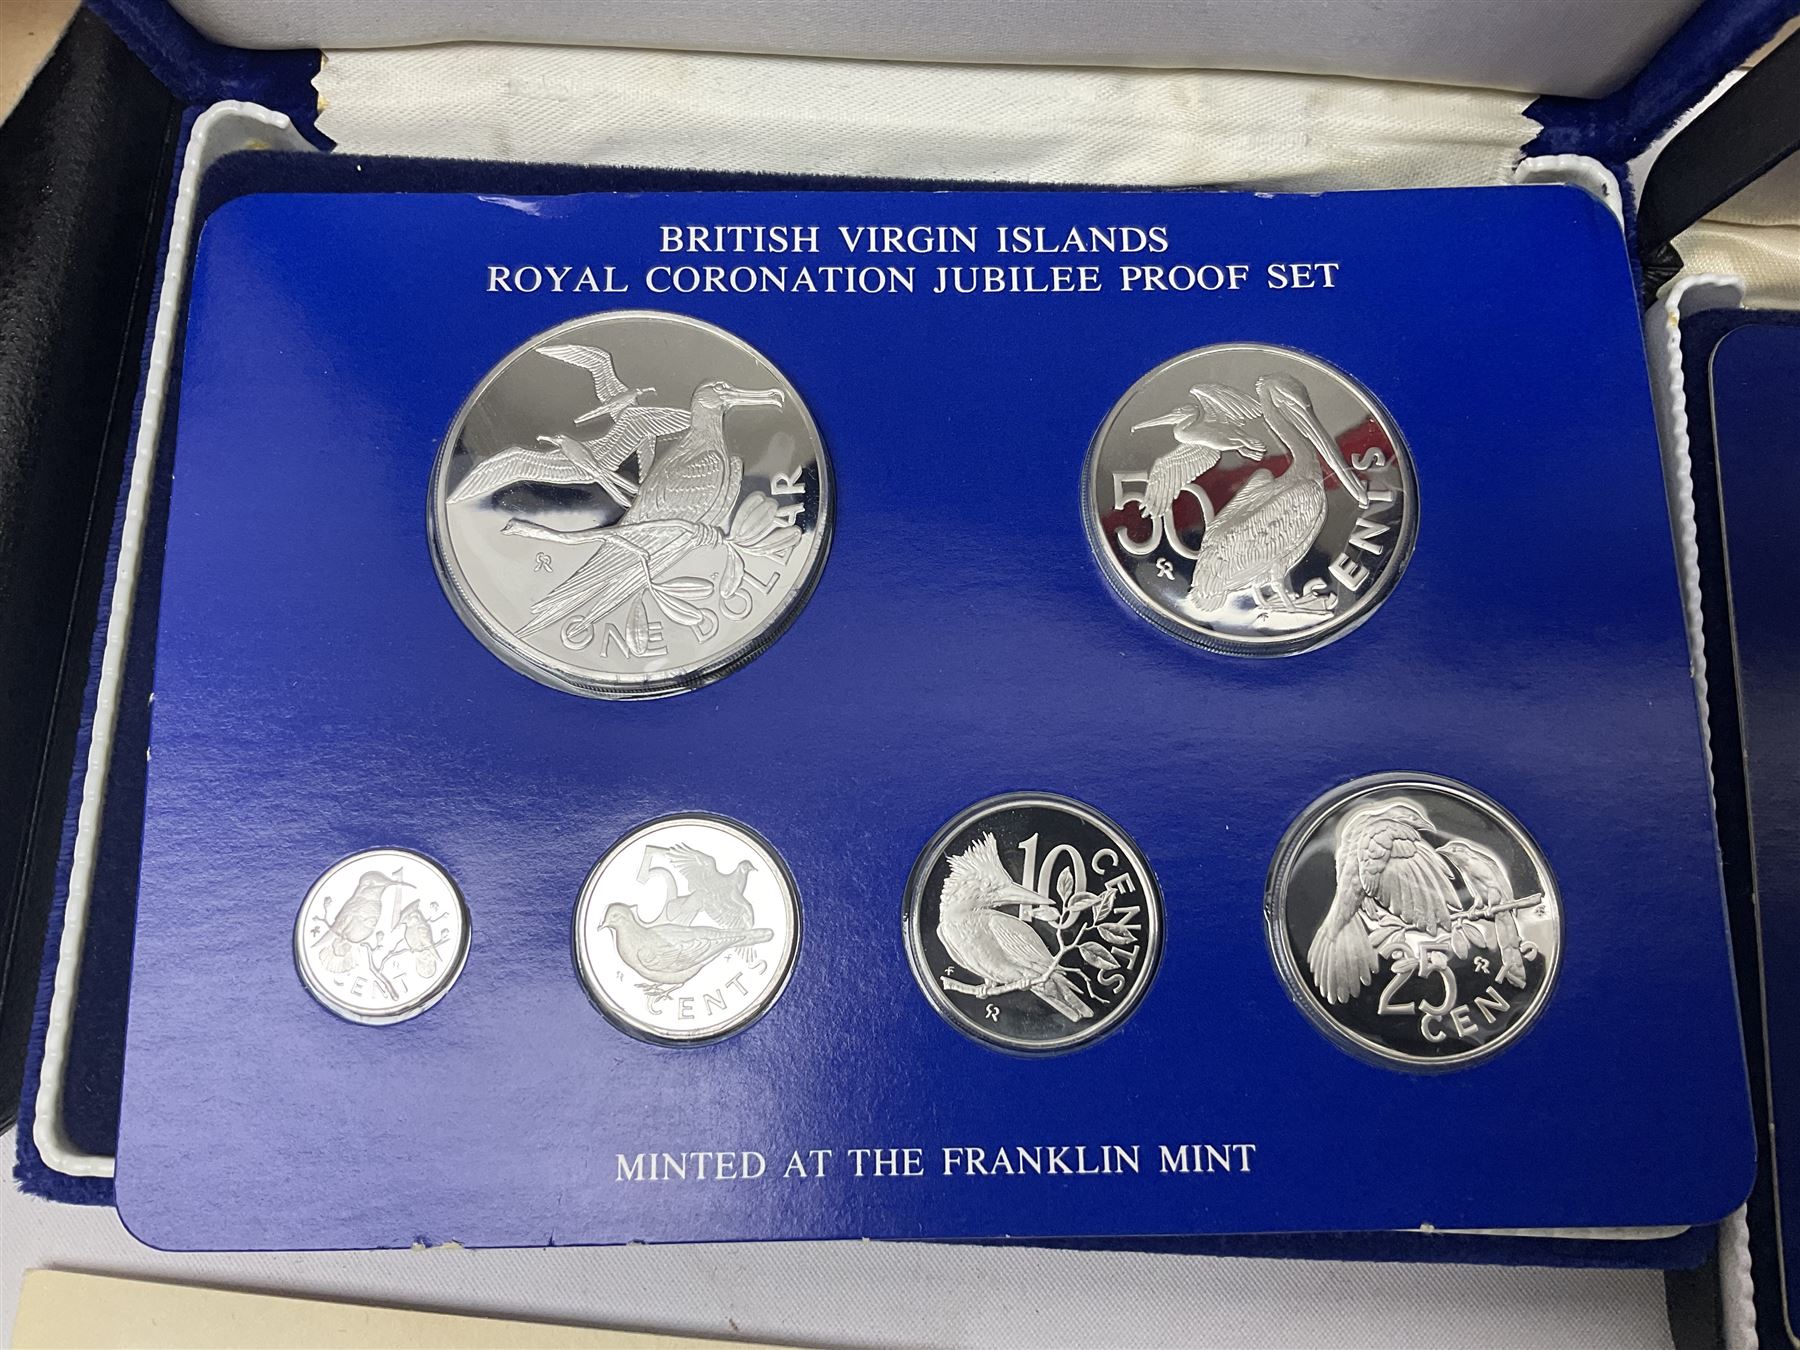 BRITISH VIRGIN ISLANDS
ROYAL CORONATION JUBILEE PROOF SET
ONE DOLLAR
50 CENTS
1 CENT
5 CENTS
10 CENTS
25 CENTS
MINTED AT THE FRANKLIN MINT